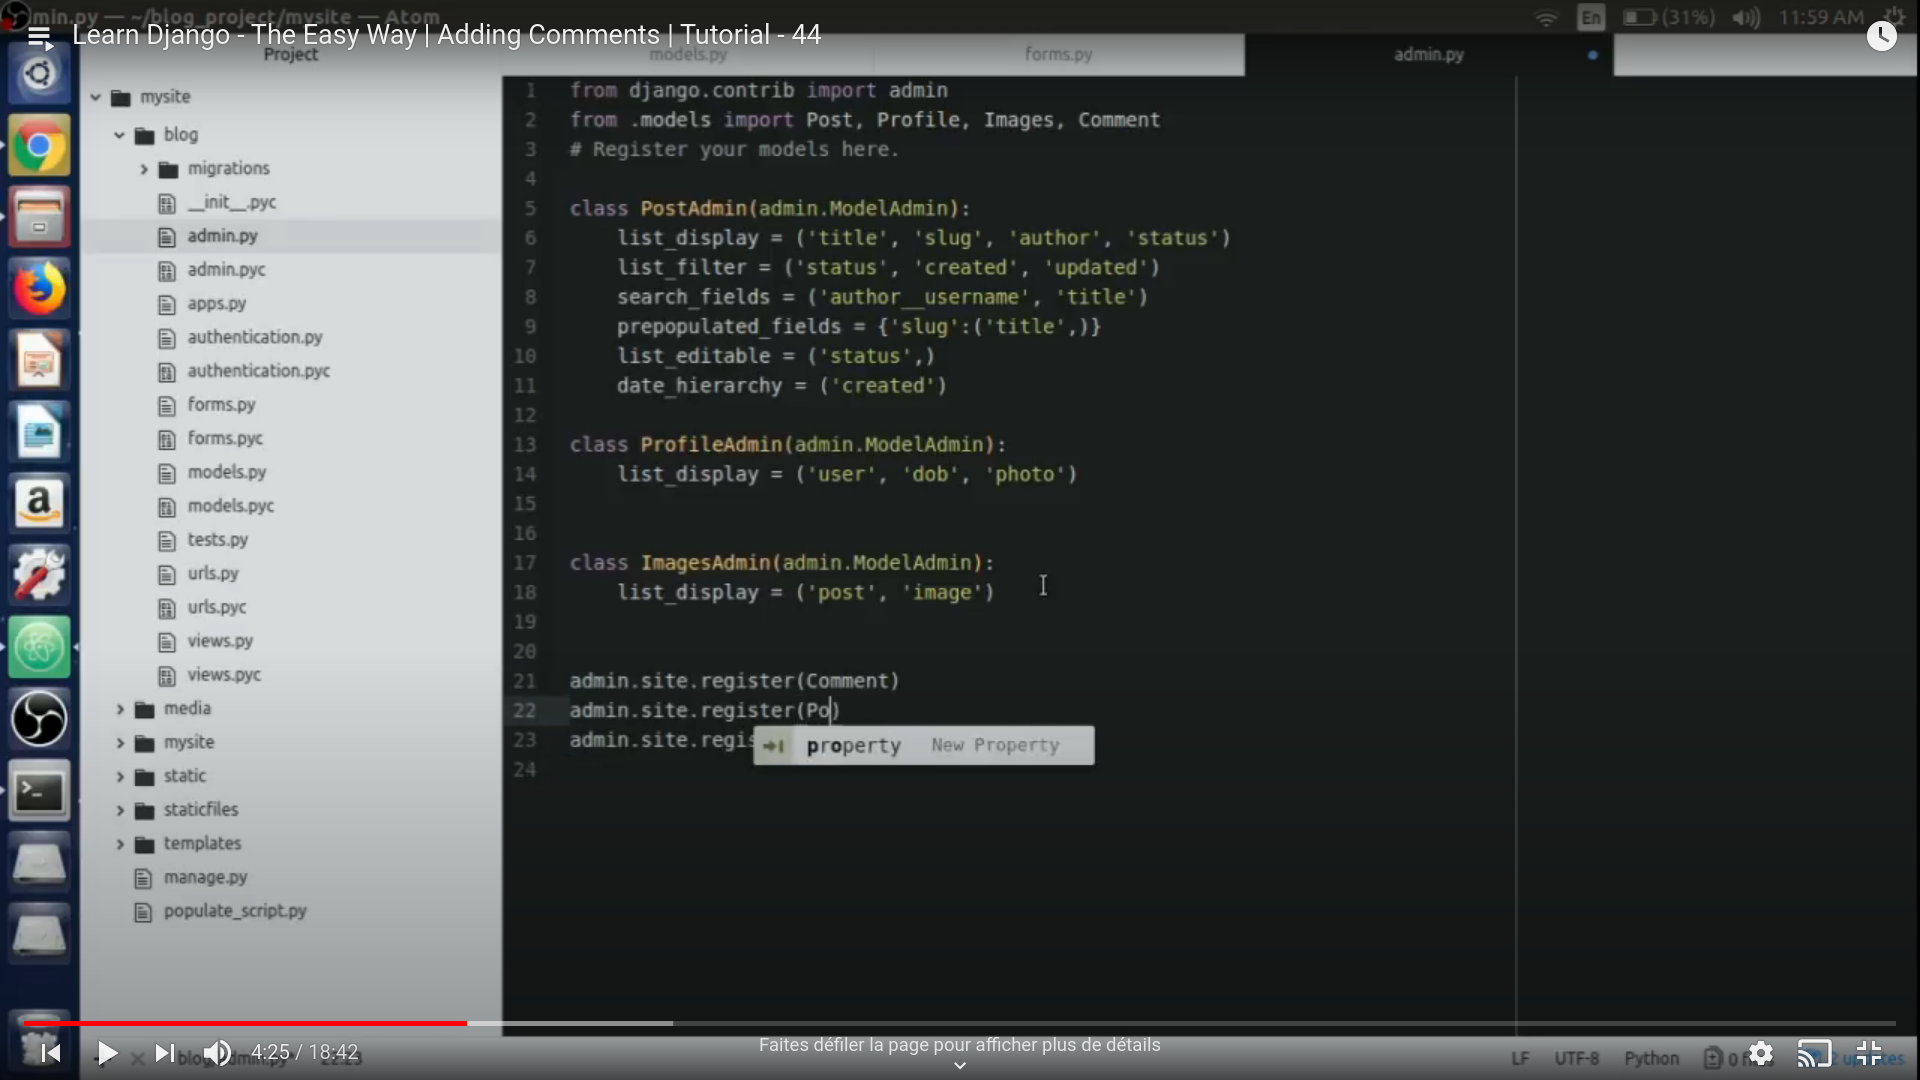 min.py — ~/blog_project/mysite — Atom
En (31%) 11:59 AM
Learn Django - The Easy Way | Adding Comments | Tutorial - 44
Project
models.py
forms.py
admin.py
mysite
blog
migrations
__init__.pyc
admin.py
admin.pyc
apps.py
authentication.py
authentication.pyc
forms.py
forms.pyc
models.py
models.pyc
tests.py
urls.py
urls.pyc
views.py
views.pyc
media
mysite
static
staticfiles
templates
manage.py
populate_script.py
1 from django.contrib import admin
2 from .models import Post, Profile, Images, Comment
3 # Register your models here.
4
5 class PostAdmin(admin.ModelAdmin):
6 list_display = ('title', 'slug', 'author', 'status')
7 list_filter = ('status', 'created', 'updated')
8 search_fields = ('author__username', 'title')
9 prepopulated_fields = {'slug':('title',)}
10 list_editable = ('status',)
11 date_hierarchy = ('created')
12
13 class ProfileAdmin(admin.ModelAdmin):
14 list_display = ('user', 'dob', 'photo')
15
16
17 class ImagesAdmin(admin.ModelAdmin):
18 list_display = ('post', 'image')
19
20
21 admin.site.register(Comment)
22 admin.site.register(Po)
23 admin.site.regis
property New Property
24
4:25 / 18:42
Faites défiler la page pour afficher plus de détails
LF UTF-8 Python